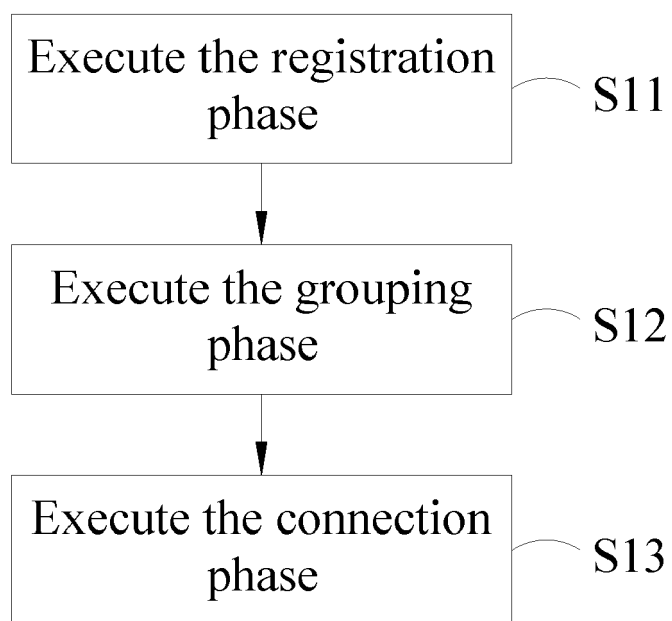 Execute the registration
phase
S11
Execute the grouping
phase
S12
Execute the connection
phase
S13